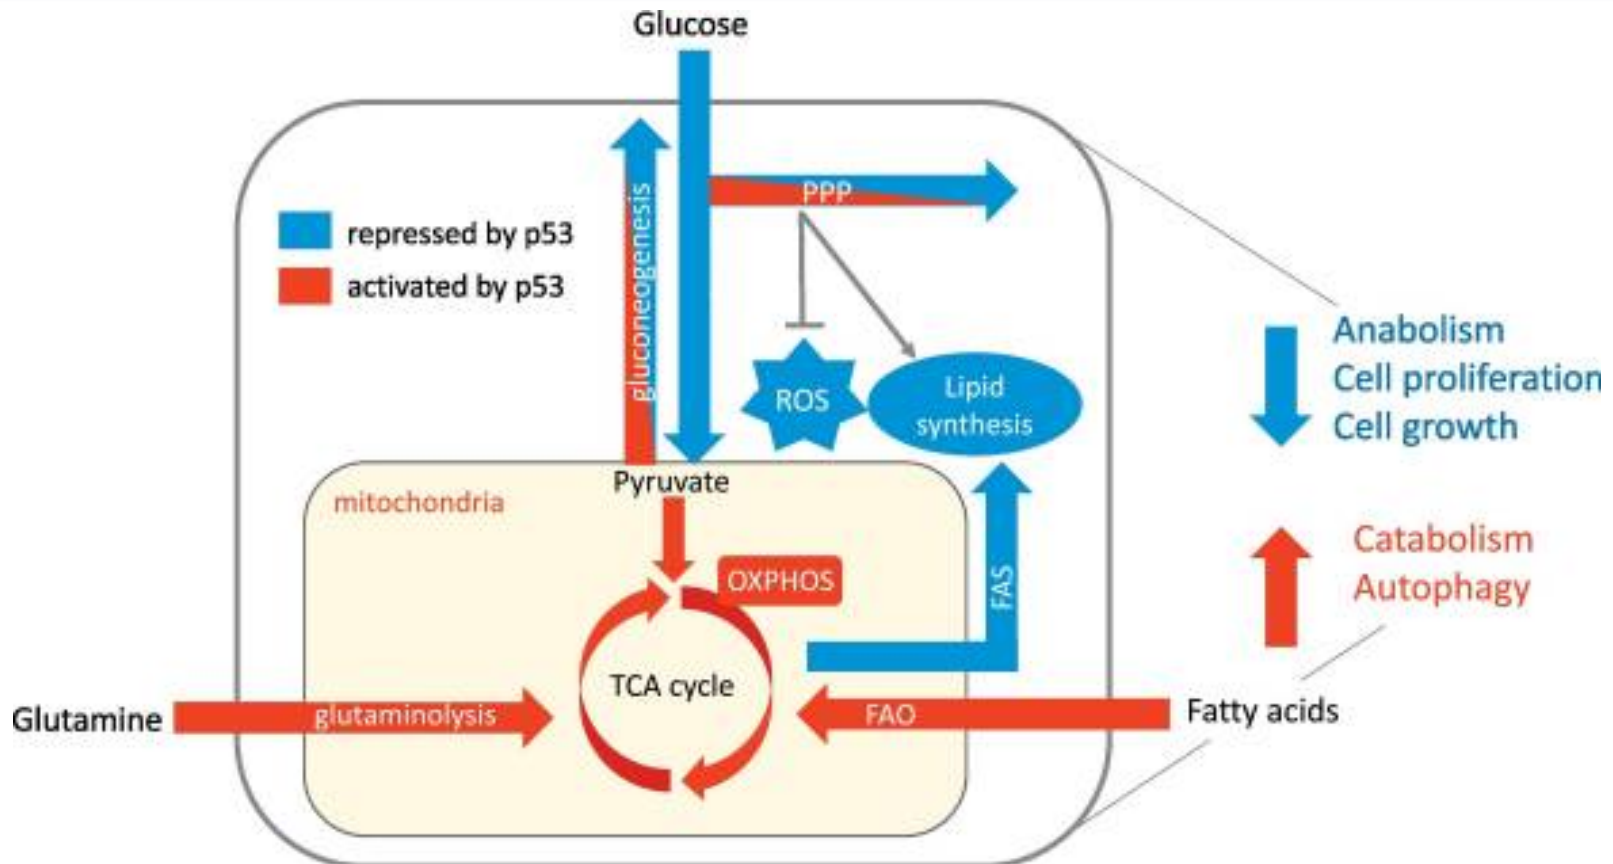 Glucose
PPP
gluconeogenesis
repressed by p53
activated by p53
ROS
Lipid
synthesis
Anabolism
Cell proliferation
Cell growth
Pyruvate
mitochondria
OXPHOS
FAS
Catabolism
Autophagy
TCA cycle
Glutamine
glutaminolysis
FAO
Fatty acids